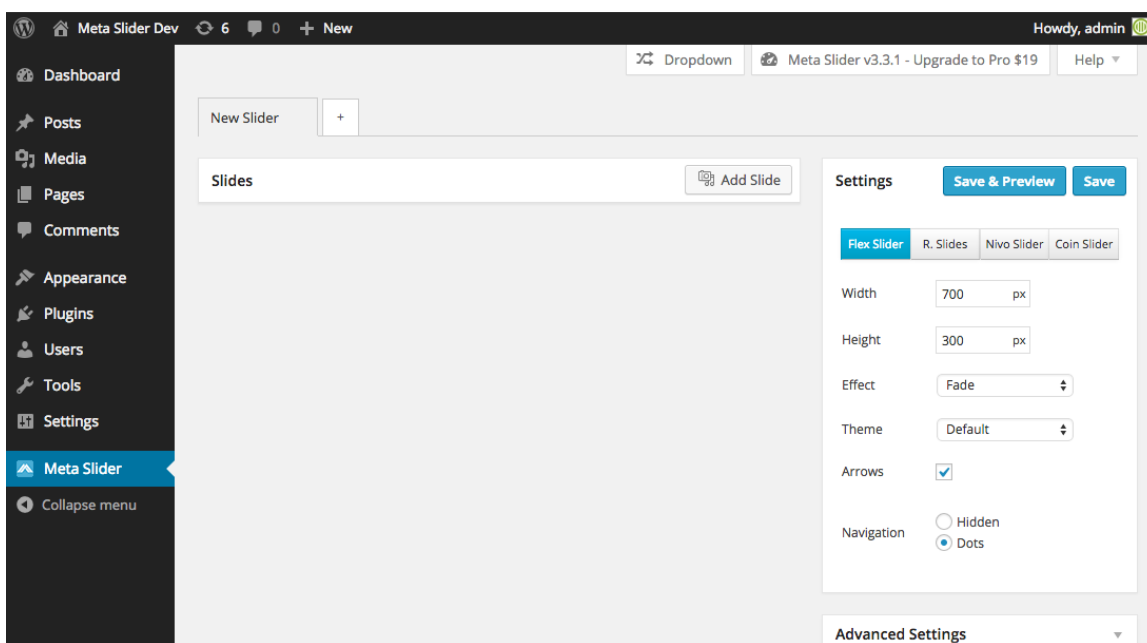 Meta Slider Dev 6 0 New Howdy, admin
Dropdown Meta Slider v3.3.1 - Upgrade to Pro $19 Help
Dashboard
Posts
Media
Pages
Comments
Appearance
Plugins
Users
Tools
Settings
Meta Slider
Collapse menu
New Slider +
Slides Add Slide
Settings Save & Preview Save
Flex Slider R. Slides Nivo Slider Coin Slider
Width 700 px
Height 300 px
Effect Fade
Theme Default
Arrows
Navigation Hidden
Dots
Advanced Settings